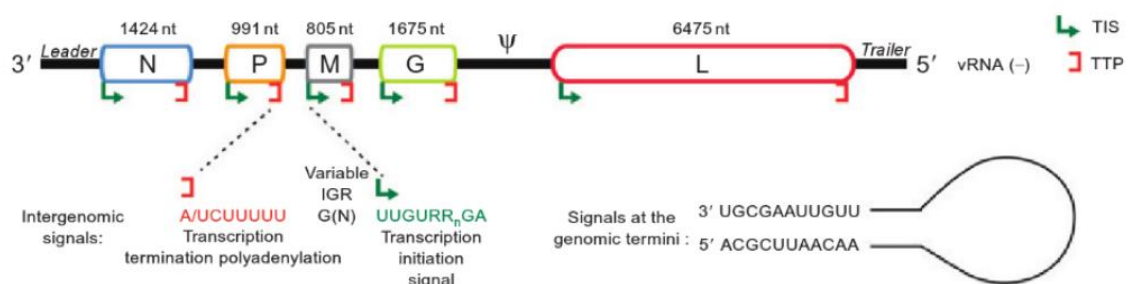 1424 nt 991 nt 805 nt 1675 nt 6475 nt
3′ Leader N P M G ψ L Trailer 5′ vRNA (–)
TIS
TTP
Intergenomic
signals:
A/UCUUUUU
Transcription
termination polyadenylation
Variable
IGR
G(N)
UUGURRnGA
Transcription
initiation
signal
Signals at the
genomic termini :
3′ UGCGAAUUGUU
5′ ACGCUUAACAA